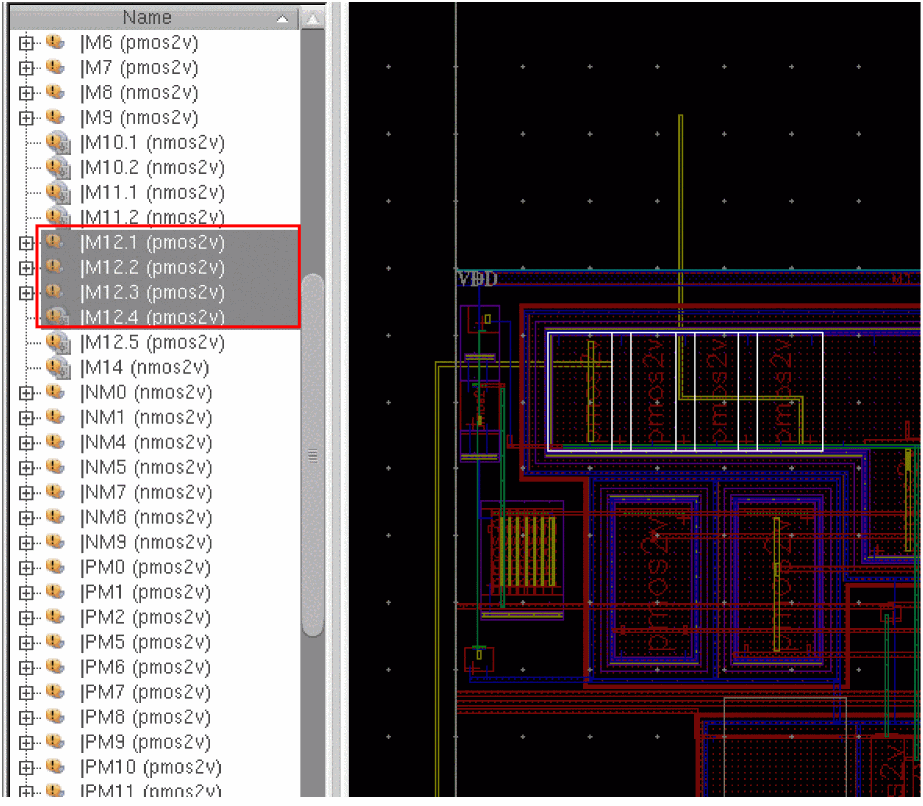 Name
|M6 (pmos2v)
|M7 (pmos2v)
|M8 (nmos2v)
|M9 (nmos2v)
|M10.1 (nmos2v)
|M10.2 (nmos2v)
|M11.1 (nmos2v)
|M11.2 (nmos2v)
|M12.1 (pmos2v)
|M12.2 (pmos2v)
|M12.3 (pmos2v)
|M12.4 (pmos2v)
|M12.5 (pmos2v)
|M14 (nmos2v)
|NM0 (nmos2v)
|NM1 (nmos2v)
|NM4 (nmos2v)
|NM5 (nmos2v)
|NM7 (nmos2v)
|NM8 (nmos2v)
|NM9 (nmos2v)
|PM0 (pmos2v)
|PM1 (pmos2v)
|PM2 (pmos2v)
|PM5 (pmos2v)
|PM6 (pmos2v)
|PM7 (pmos2v)
|PM8 (pmos2v)
|PM9 (pmos2v)
|PM10 (pmos2v)
|PM11 (pmos2v)
VDD
pmos2v
pmos2v
pmos2v
pmos2v
pmos2v